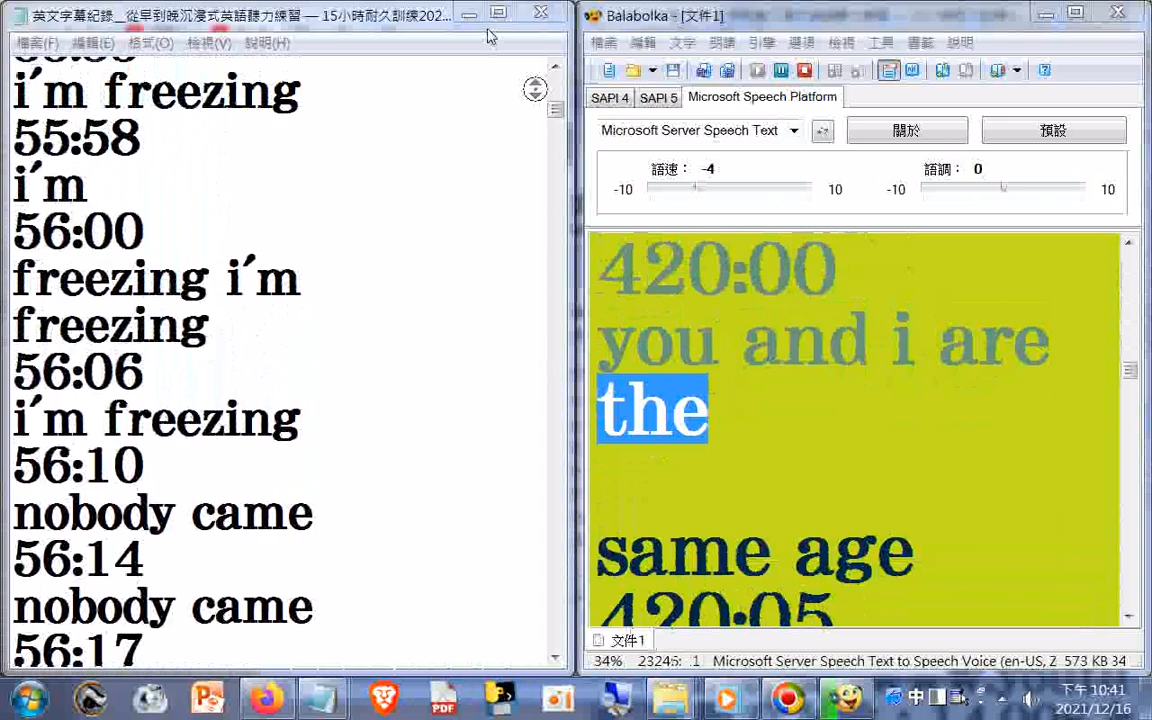 英文字幕紀錄__從早到晚沉浸式英語聽力練習 — 15小時耐久訓練202...
檔案(F) 編輯(E) 格式(O) 檢視(V) 說明(H)
i´m freezing
55:58
i´m
56:00
freezing i´m
freezing
56:06
i´m freezing
56:10
nobody came
56:14
nobody came
56:17
Balabolka - [文件1]
檔案 編輯 文字 朗讀 引擎 選項 檢視 工具 書籤 說明
SAPI 4 SAPI 5 Microsoft Speech Platform
Microsoft Server Speech Text 關於 預設
語速： -4 語調： 0
-10 10 -10 10
420:00
you and i are
the
same age
420:05
文件1
34% 23245: 1 Microsoft Server Speech Text to Speech Voice (en-US, Z 573 KB 34
中 下午 10:41
2021/12/16